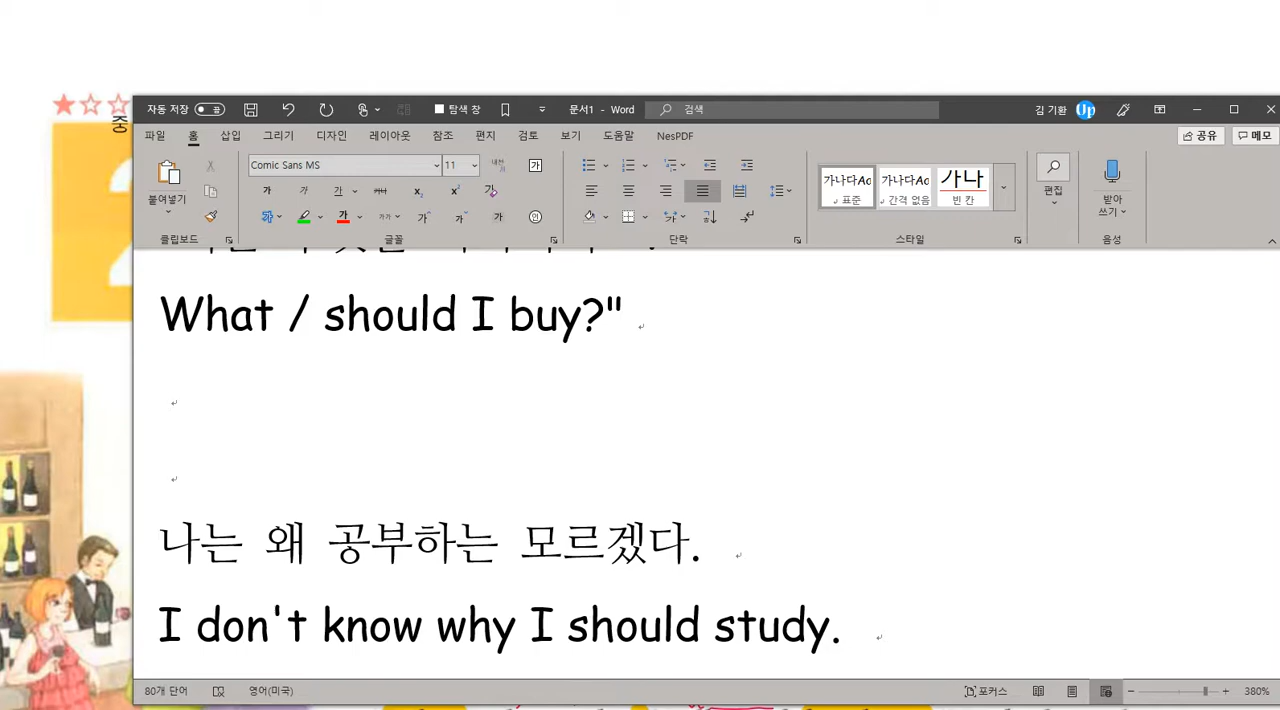 중
자동 저장 끌 탐색 창 문서1 - Word 검색 김 기환
파일 홈 삽입 그리기 디자인 레이아웃 참조 편지 검토 보기 도움말 NesPDF 공유 메모
붙여넣기 Comic Sans MS 11 가나다Aa 가나다Aa 가나 편집 받아
표준 간격 없음 빈 칸 쓰기
클립보드 글꼴 단락 스타일 음성
What / should I buy?"
나는 왜 공부하는 모르겠다.
I don't know why I should study.
80개 단어 영어(미국) 포커스 380%